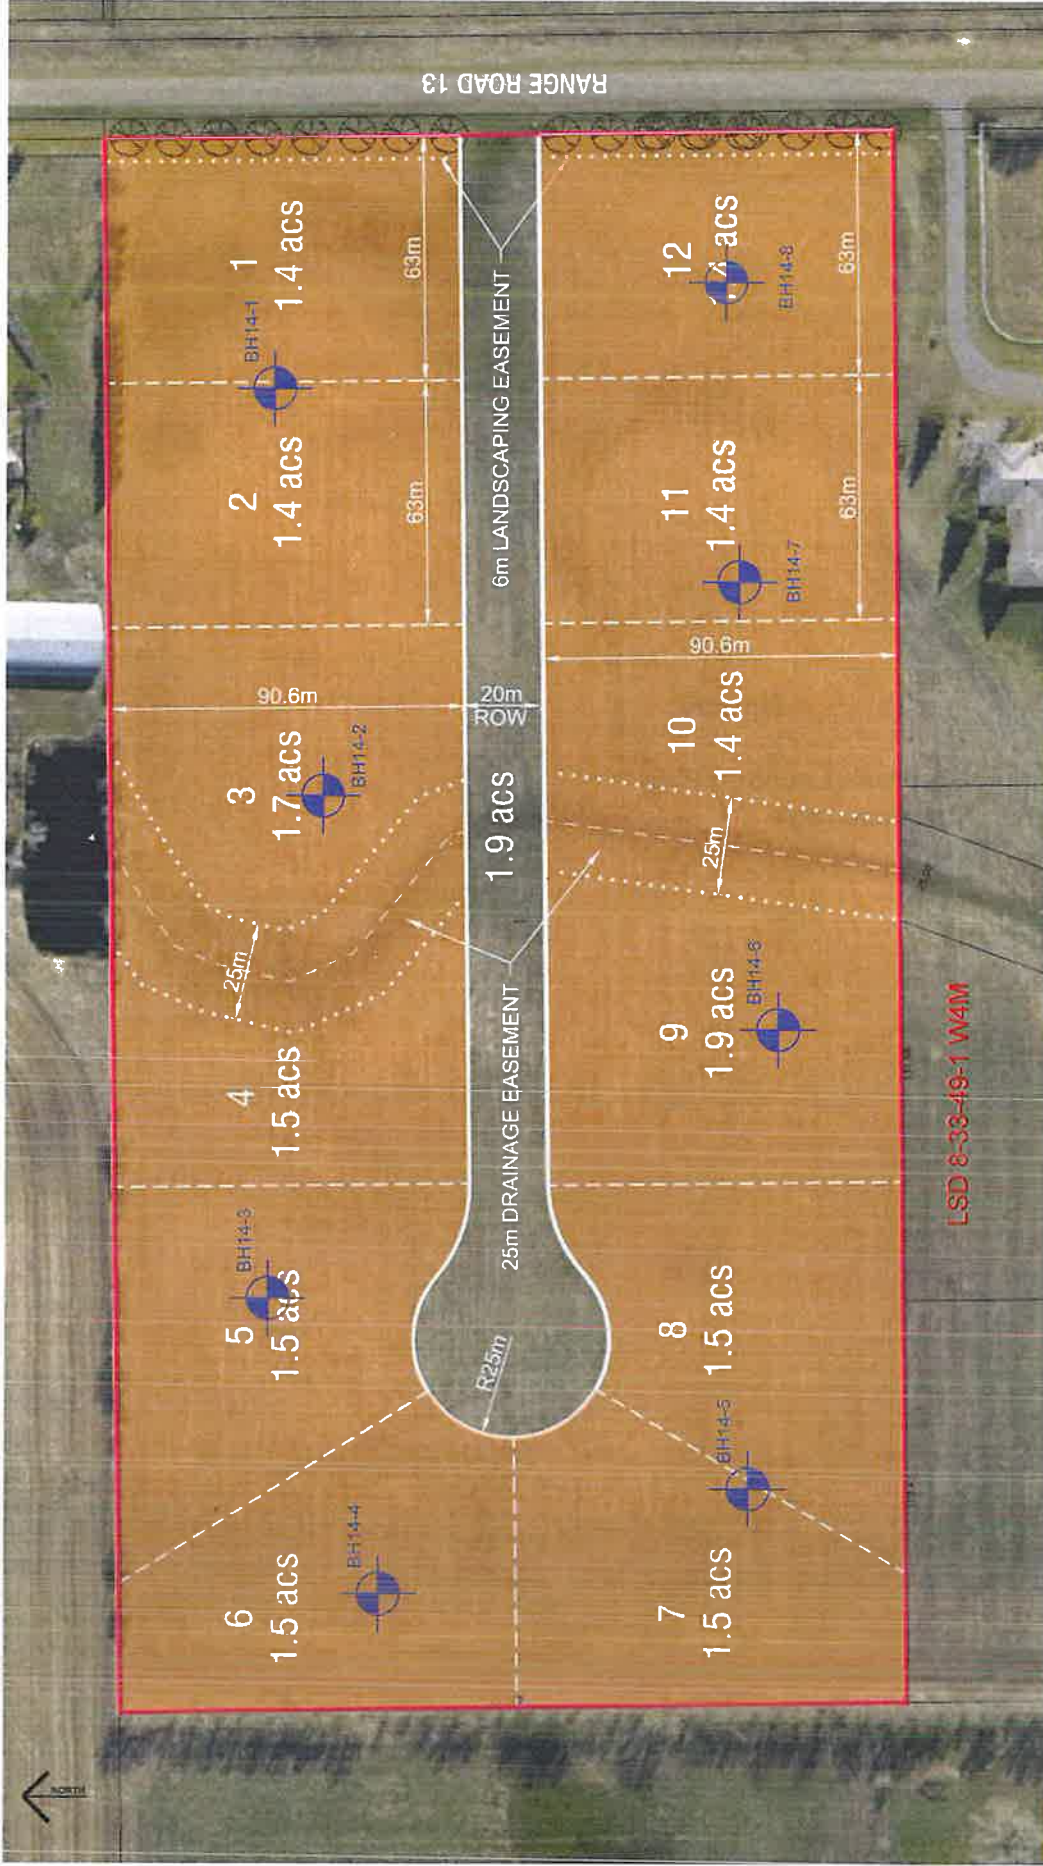 RANGE ROAD 13
1
1.4 acs
BH14-1
63m
2
1.4 acs
63m
6m LANDSCAPING EASEMENT
12
1.4 acs
BH14-8
63m
11
1.4 acs
BH14-7
63m
90.6m
20m
ROW
90.6m
3
1.7 acs
BH14-2
1.9 acs
10
1.4 acs
25m
25m
4
1.5 acs
25m DRAINAGE EASEMENT
9
1.9 acs
BH14-6
LSD 8-33-49-1 W4M
5
1.5 acs
BH14-3
R25m
8
1.5 acs
BH14-5
6
1.5 acs
BH14-4
7
1.5 acs
NORTH